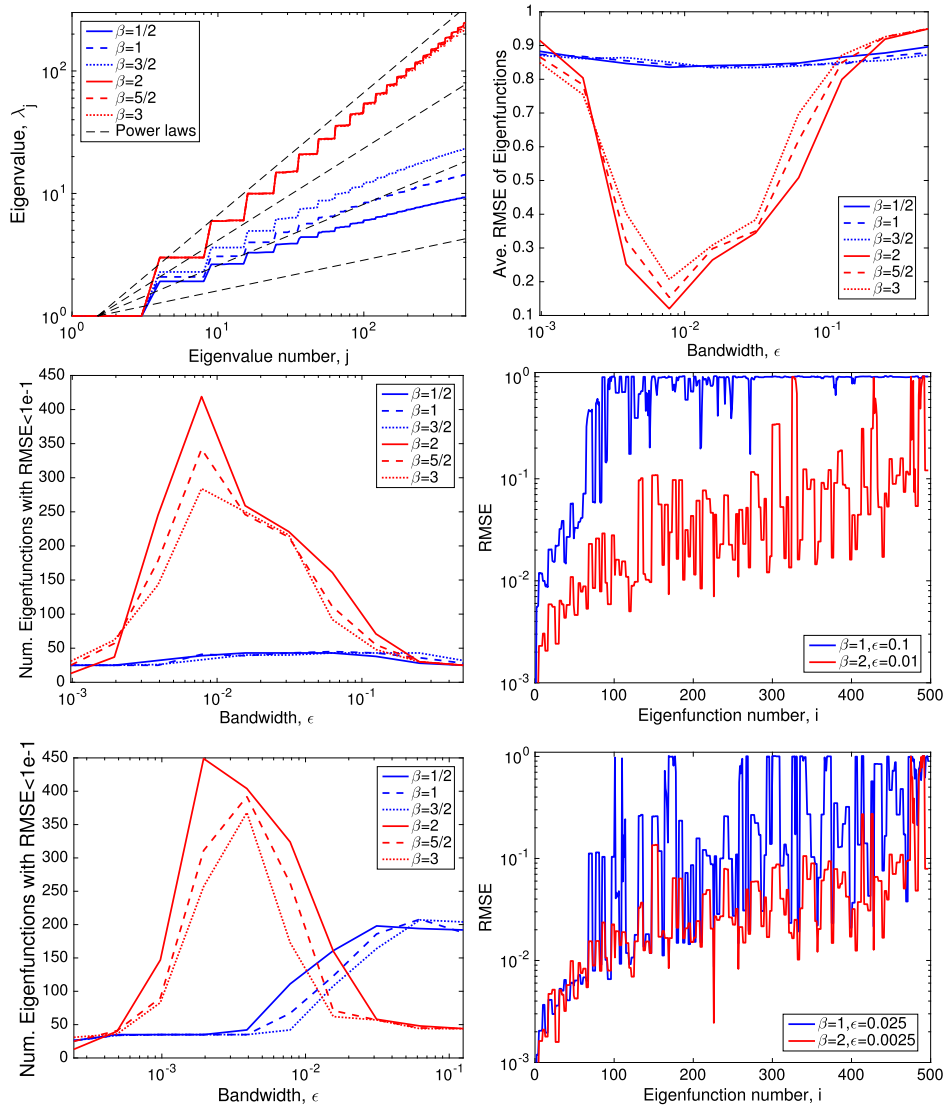 β=1/2
β=1
β=3/2
β=2
β=5/2
β=3
Power laws
10^2
10^1
10^0
10^0 10^1 10^2
Eigenvalue, λ_j
Eigenvalue number, j
1
0.9
0.8
0.7
0.6
0.5
0.4
0.3
0.2
0.1
10^-3 10^-2 10^-1
Ave. RMSE of Eigenfunctions
Bandwidth, ϵ
β=1/2
β=1
β=3/2
β=2
β=5/2
β=3
450
400
350
300
250
200
150
100
50
0
10^-3 10^-2 10^-1
Num. Eigenfunctions with RMSE<1e-1
Bandwidth, ϵ
β=1/2
β=1
β=3/2
β=2
β=5/2
β=3
10^0
10^-1
10^-2
10^-3
0 100 200 300 400 500
RMSE
Eigenfunction number, i
β=1,ϵ=0.1
β=2,ϵ=0.01
450
400
350
300
250
200
150
100
50
0
10^-3 10^-2 10^-1
Num. Eigenfunctions with RMSE<1e-1
Bandwidth, ϵ
β=1/2
β=1
β=3/2
β=2
β=5/2
β=3
10^0
10^-1
10^-2
10^-3
0 100 200 300 400 500
RMSE
Eigenfunction number, i
β=1,ϵ=0.025
β=2,ϵ=0.0025